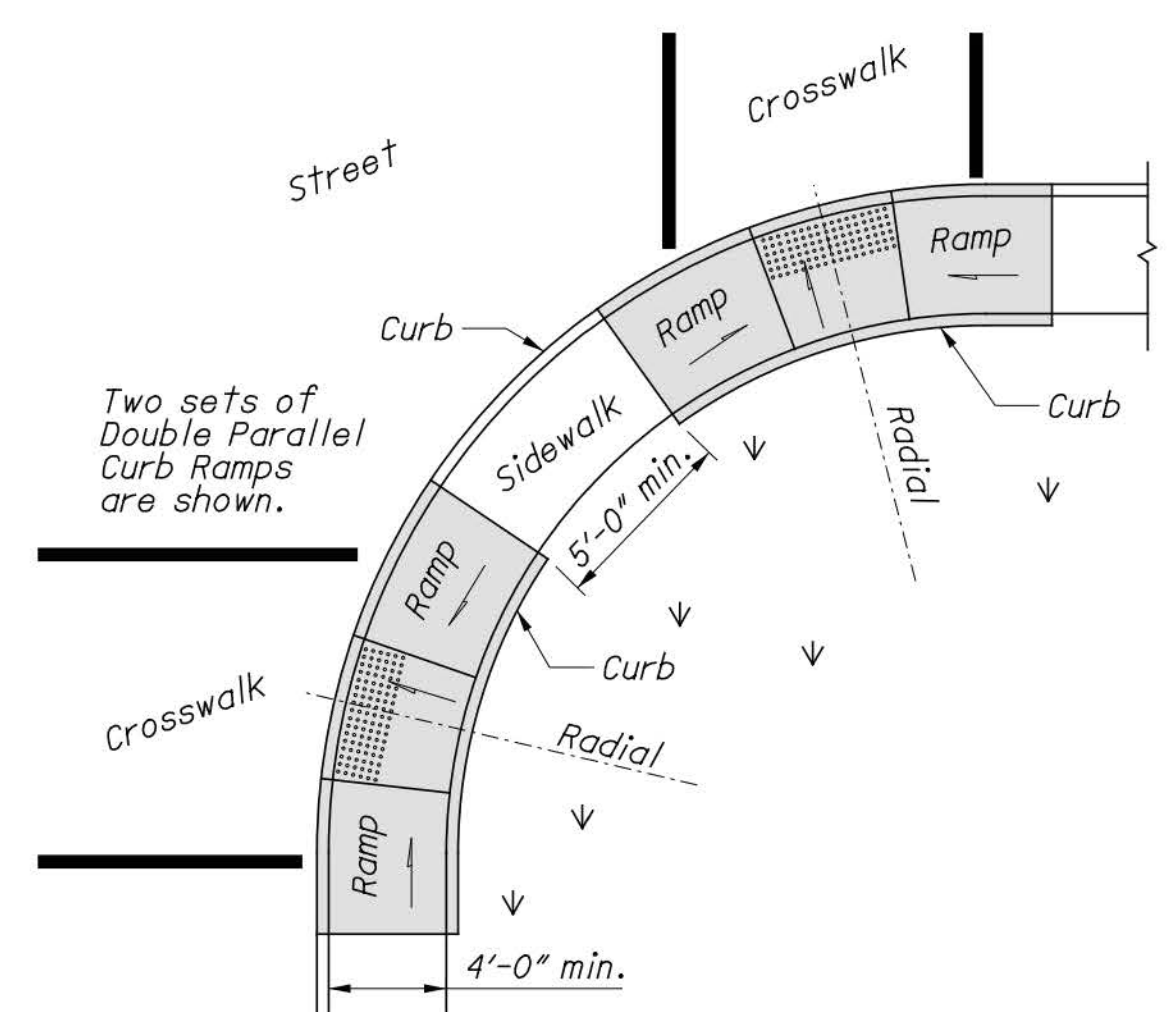 Crosswalk
Street
Ramp
Ramp
Curb
Curb
Two sets of
Double Parallel
Curb Ramps
are shown.
Sidewalk
Radial
5'-0" min.
Ramp
Curb
Crosswalk
Radial
Ramp
4'-0" min.